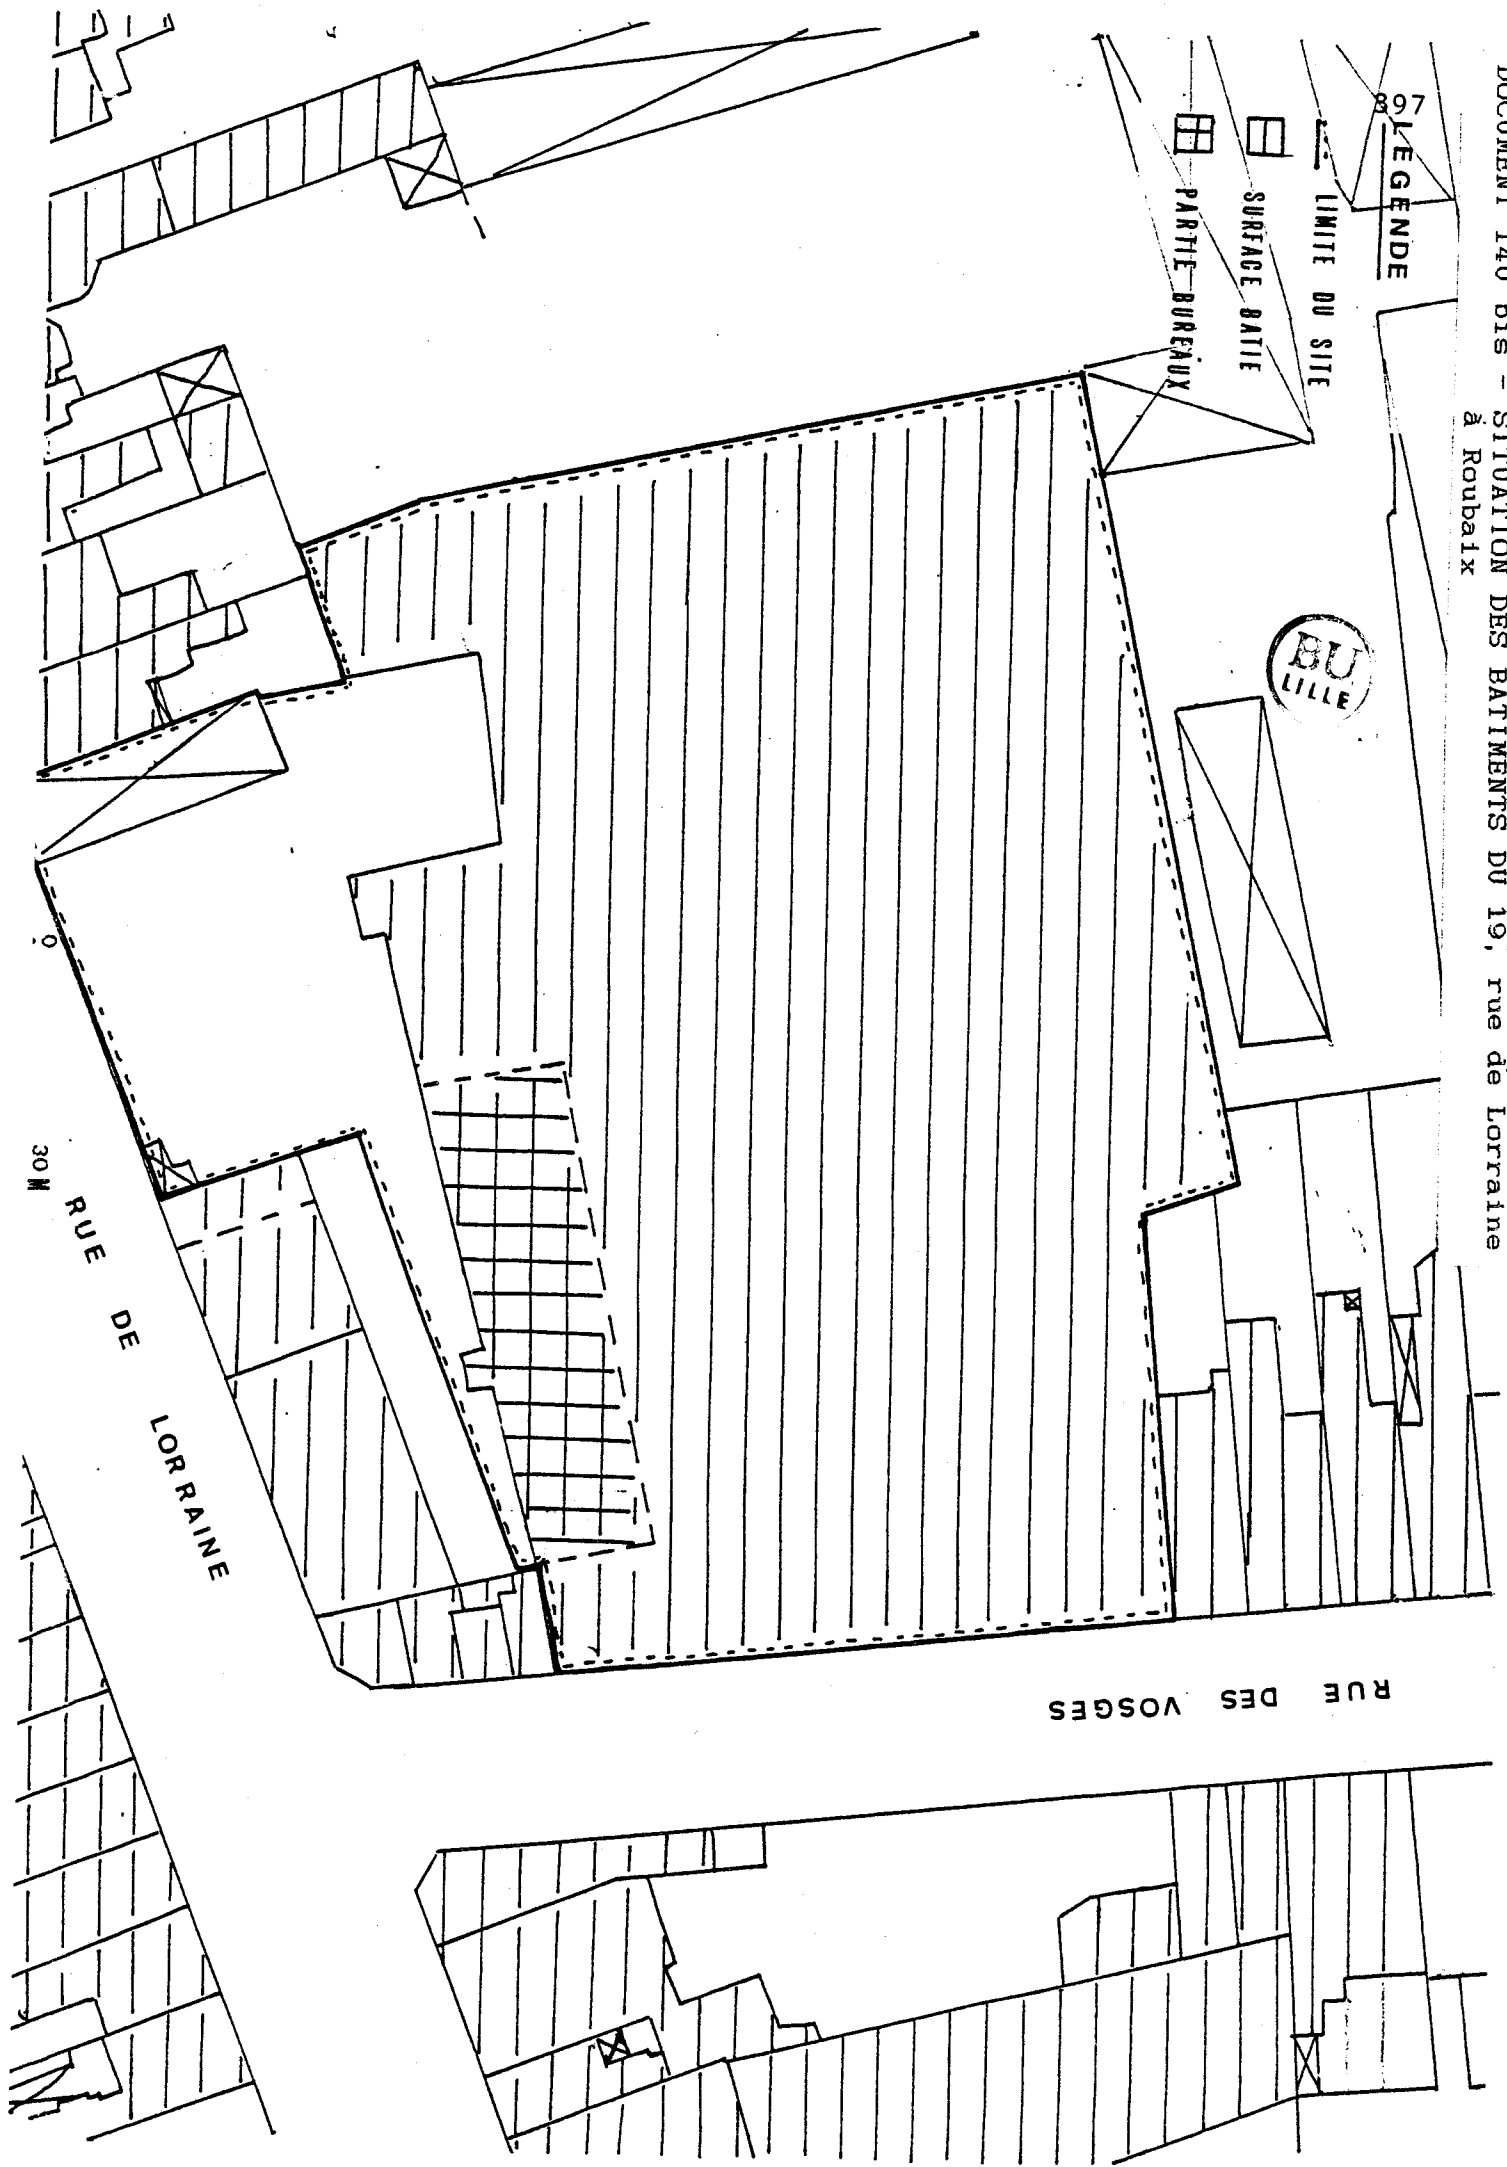 DOCUMENT 140 bis - SITUATION DES BATIMENTS DU 19, rue de Lorraine
à Roubaix
397
LEGENDE
LIMITE DU SITE
SURFACE BATIE
PARTIE BUREAUX
BU
LILLE
RUE DES VOSGES
RUE DE LORRAINE
0
30 M